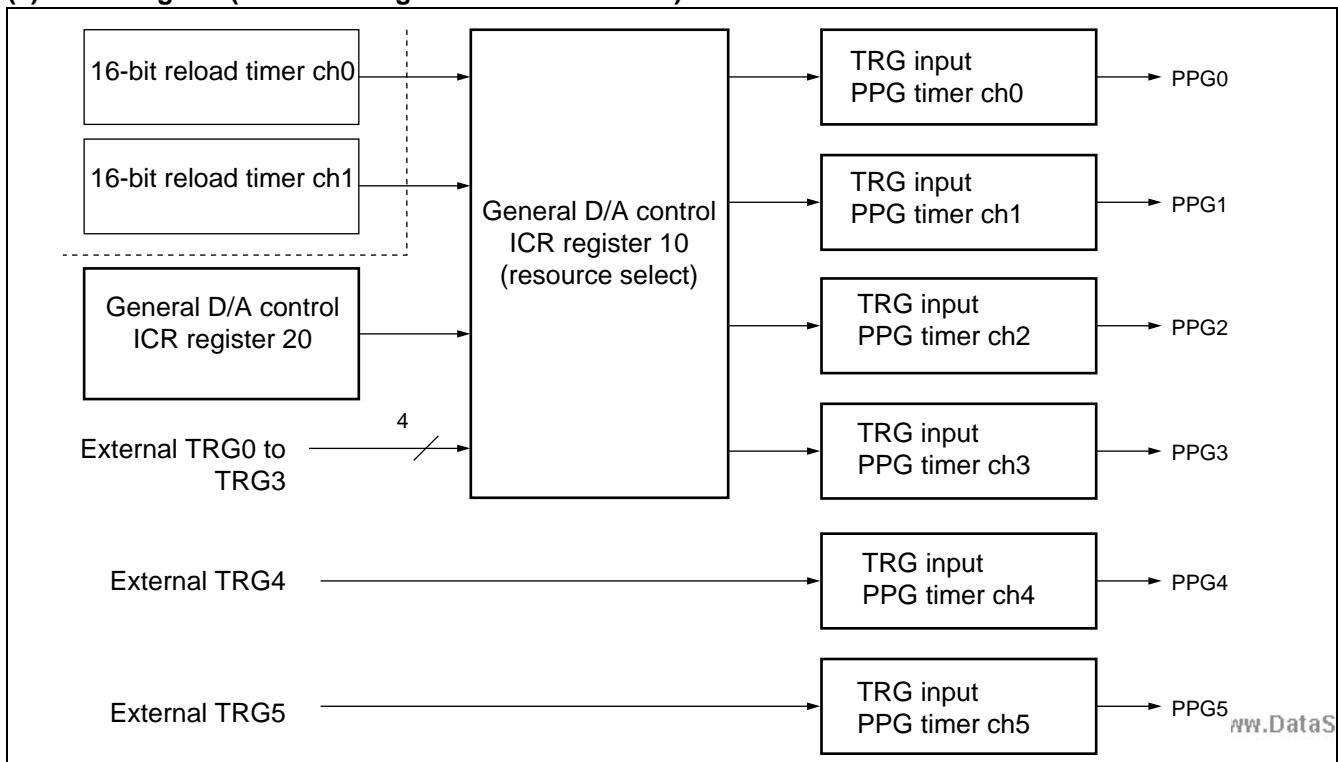 16-bit reload timer ch0
16-bit reload timer ch1
General D/A control
ICR register 20
External TRG0 to
TRG3
4
General D/A control
ICR register 10
(resource select)
TRG input
PPG timer ch0
PPG0
TRG input
PPG timer ch1
PPG1
TRG input
PPG timer ch2
PPG2
TRG input
PPG timer ch3
PPG3
External TRG4
TRG input
PPG timer ch4
PPG4
External TRG5
TRG input
PPG timer ch5
PPG5
ww.DataS